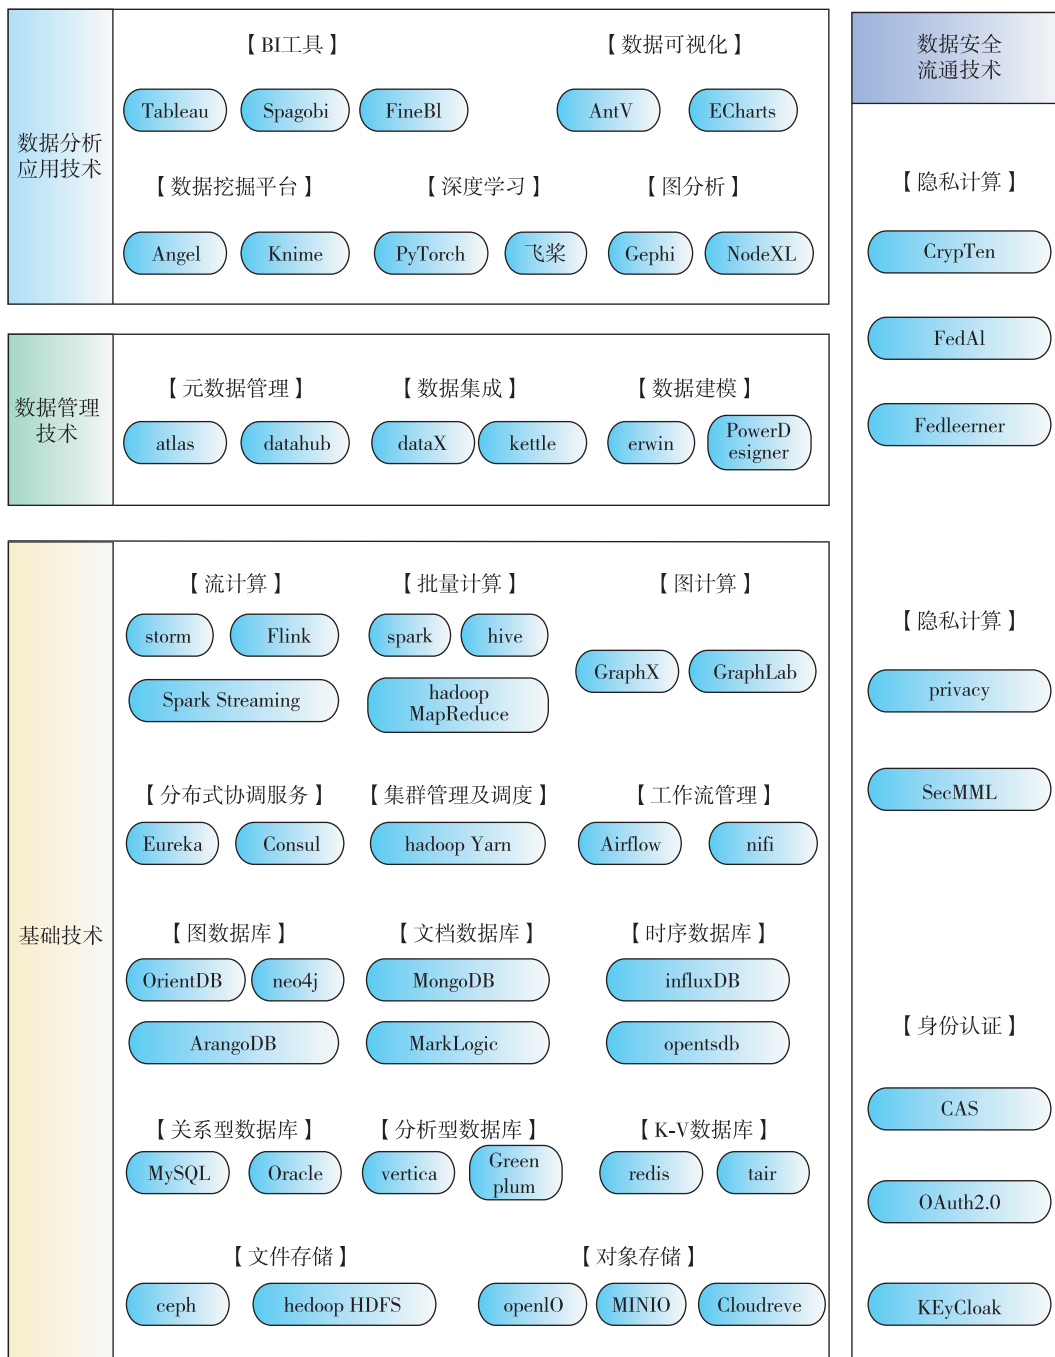 数据分析
应用技术
【BI工具】
【数据可视化】
Tableau
Spagobi
FineBl
AntV
ECharts
【数据挖掘平台】
【深度学习】
【图分析】
Angel
Knime
PyTorch
飞桨
Gephi
NodeXL
数据管理
技术
【元数据管理】
【数据集成】
【数据建模】
atlas
datahub
dataX
kettle
erwin
PowerD
esigner
基础技术
【流计算】
【批量计算】
【图计算】
storm
Flink
spark
hive
GraphX
GraphLab
Spark Streaming
hadoop
MapReduce
【分布式协调服务】
【集群管理及调度】
【工作流管理】
Eureka
Consul
hadoop Yarn
Airflow
nifi
【图数据库】
【文档数据库】
【时序数据库】
OrientDB
neo4j
MongoDB
influxDB
ArangoDB
MarkLogic
opentsdb
【关系型数据库】
【分析型数据库】
【K-V数据库】
MySQL
Oracle
vertica
Green
plum
redis
tair
【文件存储】
【对象存储】
ceph
hedoop HDFS
openlO
MINIO
Cloudreve
数据安全
流通技术
【隐私计算】
CrypTen
FedAl
Fedleerner
【隐私计算】
privacy
SecMML
【身份认证】
CAS
OAuth2.0
KEyCloak